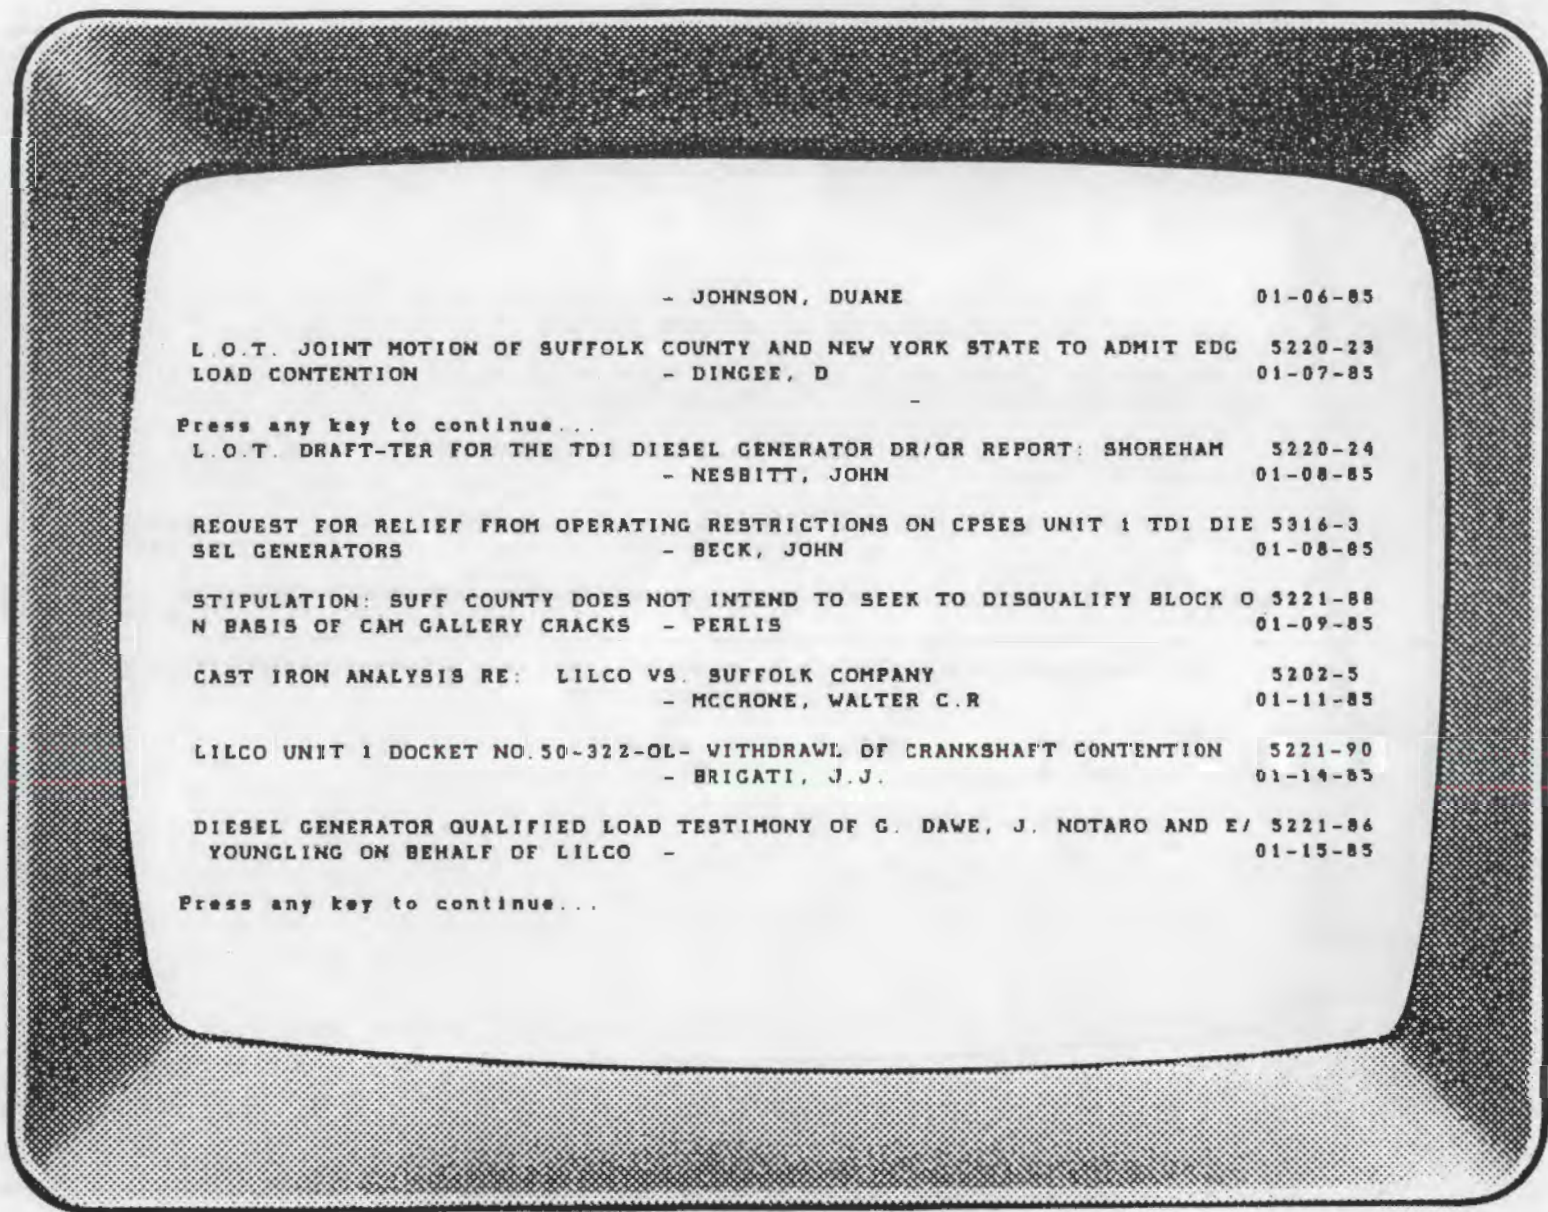 - JOHNSON, DUANE 01-06-85
L.O.T. JOINT MOTION OF SUFFOLK COUNTY AND NEW YORK STATE TO ADMIT EDG 5220-23
LOAD CONTENTION - DINGEE, D 01-07-85
Press any key to continue...
L.O.T. DRAFT-TER FOR THE TDI DIESEL GENERATOR DR/QR REPORT: SHOREHAM 5220-24
- NESBITT, JOHN 01-08-85
REQUEST FOR RELIEF FROM OPERATING RESTRICTIONS ON CPSES UNIT 1 TDI DIE 5316-3
SEL GENERATORS - BECK, JOHN 01-08-85
STIPULATION: SUFF COUNTY DOES NOT INTEND TO SEEK TO DISQUALIFY BLOCK O 5221-88
N BASIS OF CAM GALLERY CRACKS - PERLIS 01-09-85
CAST IRON ANALYSIS RE: LILCO VS. SUFFOLK COMPANY 5202-5
- MCCRONE, WALTER C.R 01-11-85
LILCO UNIT 1 DOCKET NO.50-322-OL- WITHDRAWL OF CRANKSHAFT CONTENTION 5221-90
- BRIGATI, J.J. 01-14-85
DIESEL GENERATOR QUALIFIED LOAD TESTIMONY OF G. DAWE, J. NOTARO AND E/ 5221-86
YOUNGLING ON BEHALF OF LILCO - 01-15-85
Press any key to continue...